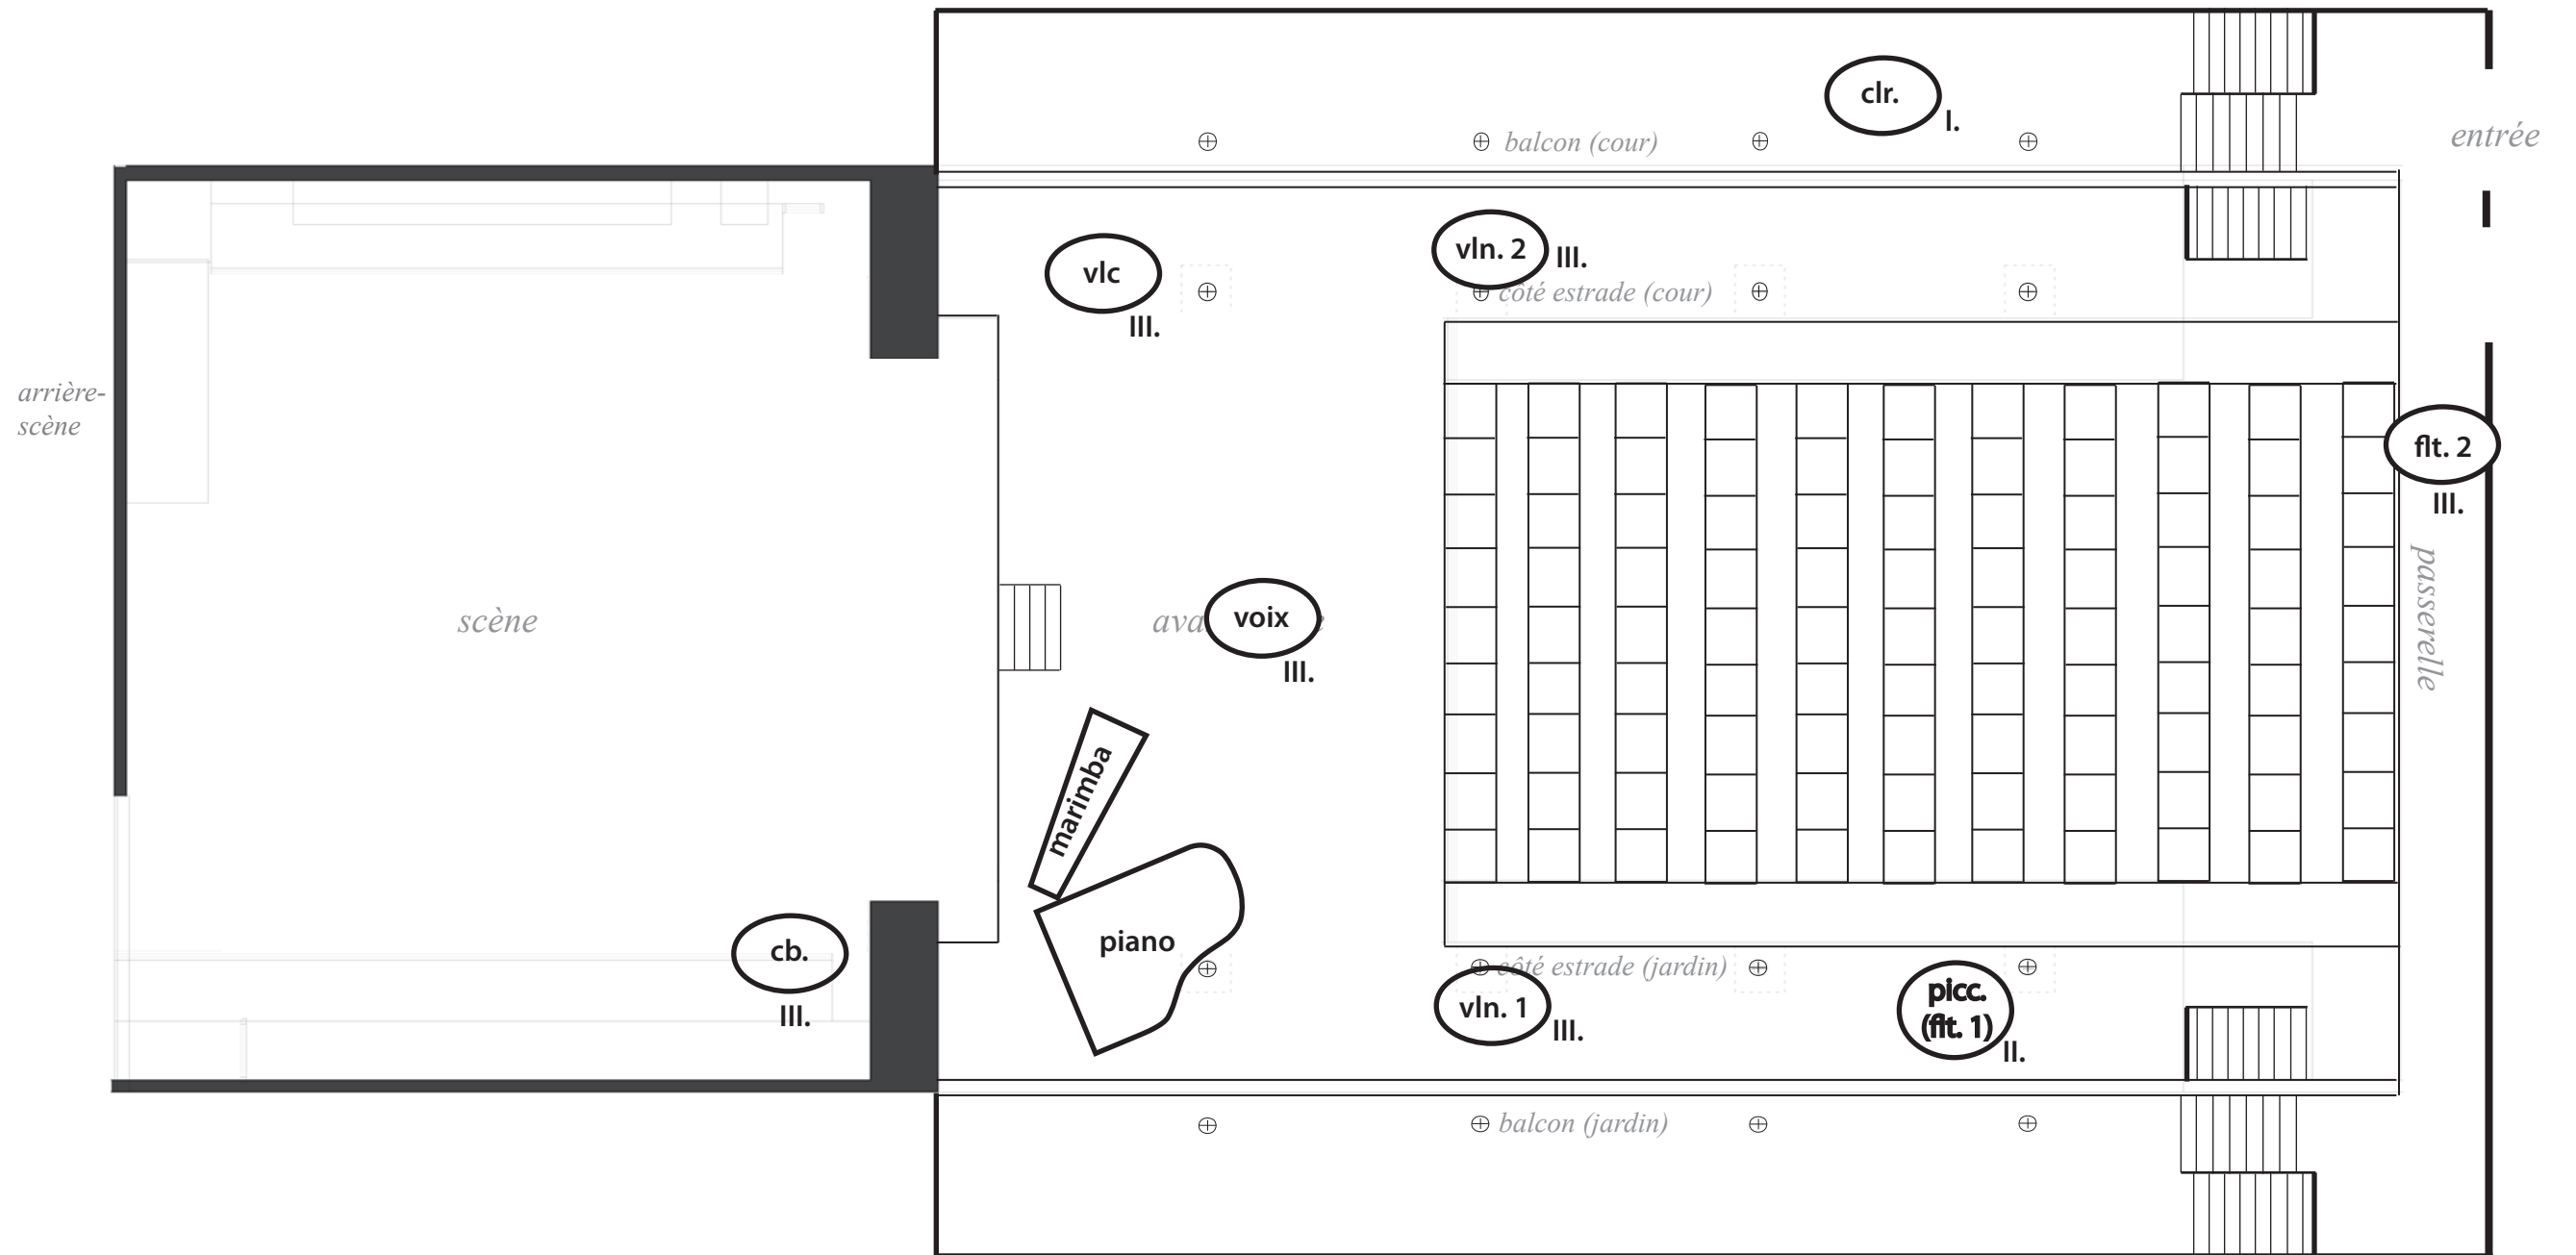 clr.
I.
balcon (cour)
entrée
vln. 2
III.
vlc
III.
côté estrade (cour)
arrière-
scène
flt. 2
III.
scène
voix
III.
passerelle
marimba
piano
cb.
III.
côté estrade (jardin)
vln. 1
III.
picc.
(flt. 1)
II.
balcon (jardin)